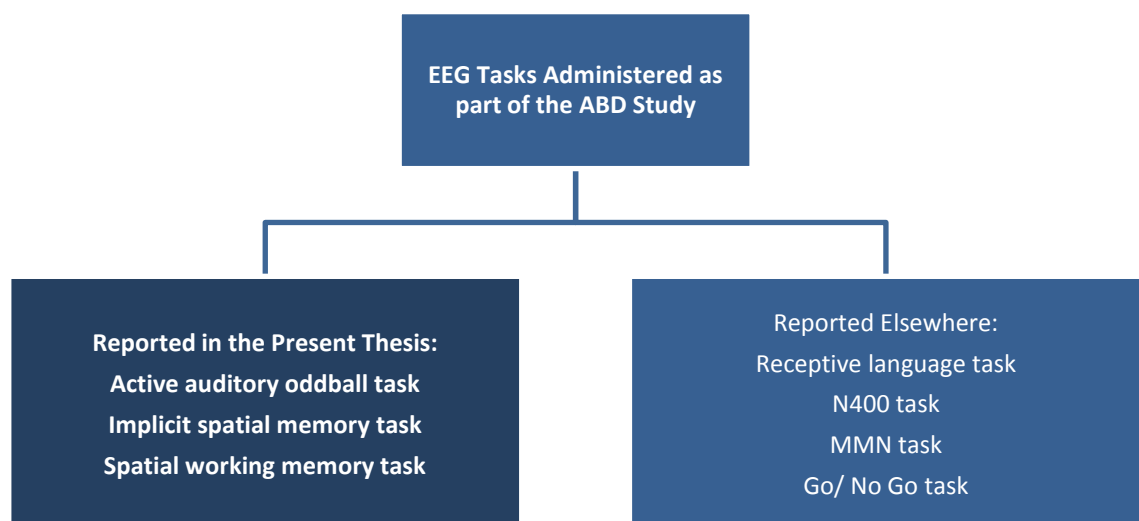 EEG Tasks Administered as
part of the ABD Study
Reported in the Present Thesis:
Active auditory oddball task
Implicit spatial memory task
Spatial working memory task
Reported Elsewhere:
Receptive language task
N400 task
MMN task
Go/ No Go task